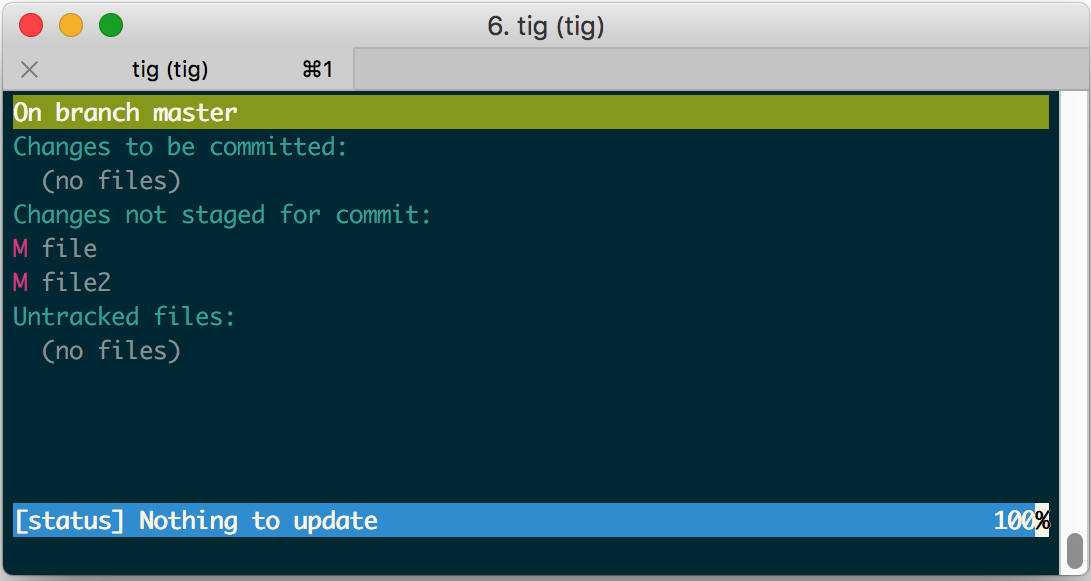 6. tig (tig)
tig (tig) ⌘1
On branch master
Changes to be committed:
(no files)
Changes not staged for commit:
M file
M file2
Untracked files:
(no files)
[status] Nothing to update 100%